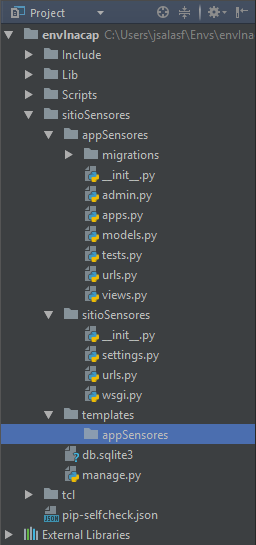 Project
envInacap C:\Users\jsalasf\Envs\envIna
Include
Lib
Scripts
sitioSensores
appSensores
migrations
__init__.py
admin.py
apps.py
models.py
tests.py
urls.py
views.py
sitioSensores
__init__.py
settings.py
urls.py
wsgi.py
templates
appSensores
db.sqlite3
manage.py
tcl
pip-selfcheck.json
External Libraries